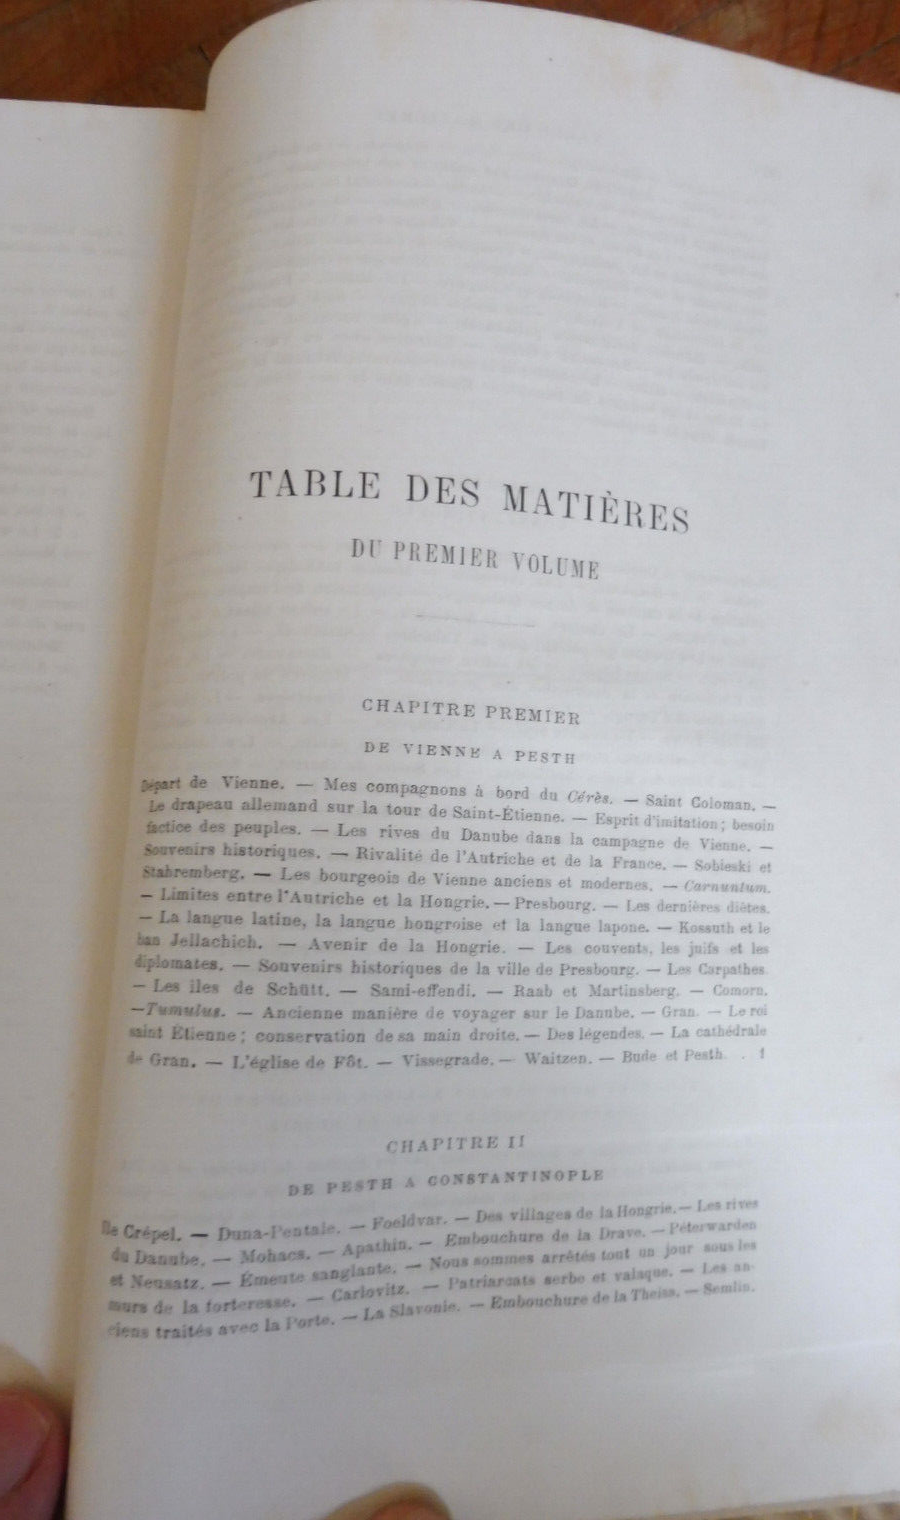 TABLE DES MATIÈRES
DU PREMIER VOLUME
CHAPITRE PREMIER
DE VIENNE A PESTH
Départ de Vienne. — Mes compagnons à bord du Cérès. — Saint Coloman. —
Le drapeau allemand sur la tour de Saint-Étienne. — Esprit d'imitation; besoin
factice des peuples. — Les rives du Danube dans la campagne de Vienne. —
Souvenirs historiques. — Rivalité de l'Autriche et de la France. — Sobieski et
Stahremberg. — Les bourgeois de Vienne anciens et modernes. — Carnuntum.
— Limites entre l'Autriche et la Hongrie. — Presbourg. — Les dernières diètes.
— La langue latine, la langue hongroise et la langue lapone. — Kossuth et le
ban Jellachich. — Avenir de la Hongrie. — Les couvents, les juifs et les
diplomates. — Souvenirs historiques de la ville de Presbourg. — Les Carpathes.
— Les îles de Schütt. — Sami-effendi. — Raab et Martinsberg. — Comorn.
— Tumulus. — Ancienne manière de voyager sur le Danube. — Gran. — Le roi
saint Étienne; conservation de sa main droite. — Des légendes. — La cathédrale
de Gran. — L'église de Fôt. — Vissegrade. — Waitzen. — Bude et Pesth. . 1
CHAPITRE II
DE PESTH A CONSTANTINOPLE
Ile Crépel. — Duna-Pentale. — Foeldvar. — Des villages de la Hongrie. — Les rives
du Danube. — Mohacs. — Apathin. — Embouchure de la Drave. — Péterwarden
et Neusatz. — Émeute sanglante. — Nous sommes arrêtés tout un jour sous les
murs de la forteresse. — Carlovitz. — Patriarcats serbe et valaque. — Les an-
ciens traités avec la Porte. — La Slavonie. — Embouchure de la Theiss. — Semlin.